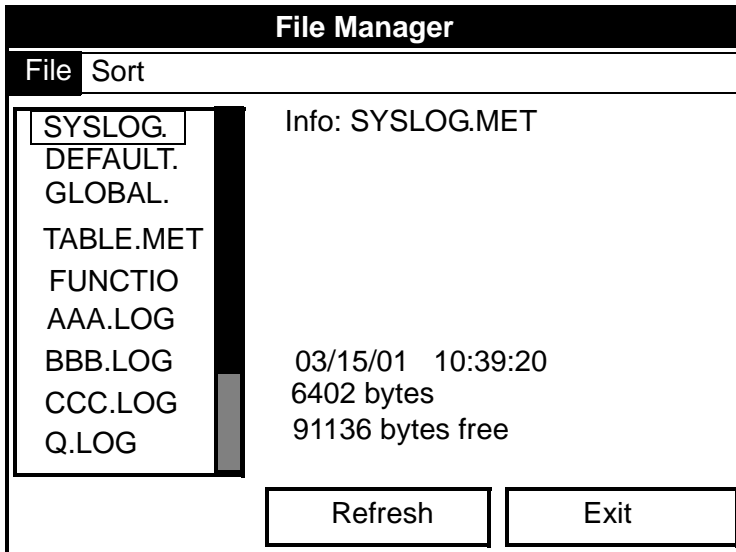 File Manager
File Sort
SYSLOG.
DEFAULT.
GLOBAL.
TABLE.MET
FUNCTIO
AAA.LOG
BBB.LOG
CCC.LOG
Q.LOG
Info: SYSLOG.MET
03/15/01 10:39:20
6402 bytes
91136 bytes free
Refresh
Exit